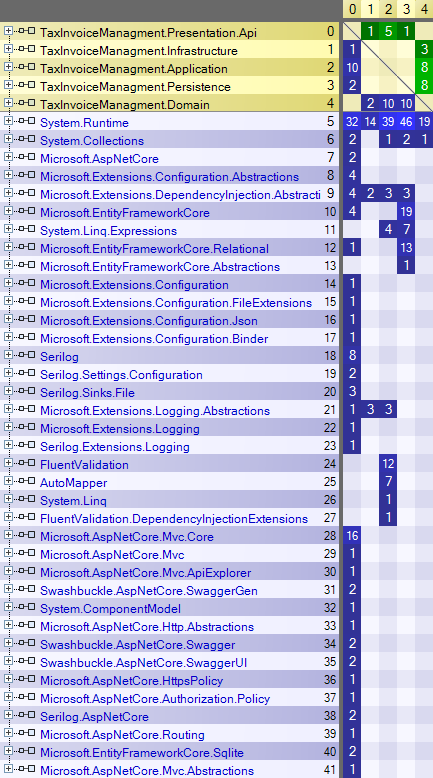 0 1 2 3 4
TaxInvoiceManagment.Presentation.Api 0 1 5 1
TaxInvoiceManagment.Infrastructure 1 1 3
TaxInvoiceManagment.Application 2 10 8
TaxInvoiceManagment.Persistence 3 2 8
TaxInvoiceManagment.Domain 4 2 10 10
System.Runtime 5 32 14 39 46 19
System.Collections 6 2 1 2 1
Microsoft.AspNetCore 7 2
Microsoft.Extensions.Configuration.Abstractions 8 4
Microsoft.Extensions.DependencyInjection.Abstracti 9 4 2 3 3
Microsoft.EntityFrameworkCore 10 4 19
System.Linq.Expressions 11 4 7
Microsoft.EntityFrameworkCore.Relational 12 1 13
Microsoft.EntityFrameworkCore.Abstractions 13 1
Microsoft.Extensions.Configuration 14 1
Microsoft.Extensions.Configuration.FileExtensions 15 1
Microsoft.Extensions.Configuration.Json 16 1
Microsoft.Extensions.Configuration.Binder 17 1
Serilog 18 8
Serilog.Settings.Configuration 19 2
Serilog.Sinks.File 20 3
Microsoft.Extensions.Logging.Abstractions 21 1 3 3
Microsoft.Extensions.Logging 22 1
Serilog.Extensions.Logging 23 1
FluentValidation 24 12
AutoMapper 25 7
System.Linq 26 1
FluentValidation.DependencyInjectionExtensions 27 1
Microsoft.AspNetCore.Mvc.Core 28 16
Microsoft.AspNetCore.Mvc 29 1
Microsoft.AspNetCore.Mvc.ApiExplorer 30 1
Swashbuckle.AspNetCore.SwaggerGen 31 2
System.ComponentModel 32 1
Microsoft.AspNetCore.Http.Abstractions 33 1
Swashbuckle.AspNetCore.Swagger 34 2
Swashbuckle.AspNetCore.SwaggerUI 35 2
Microsoft.AspNetCore.HttpsPolicy 36 1
Microsoft.AspNetCore.Authorization.Policy 37 1
Serilog.AspNetCore 38 2
Microsoft.AspNetCore.Routing 39 1
Microsoft.EntityFrameworkCore.Sqlite 40 2
Microsoft.AspNetCore.Mvc.Abstractions 41 1